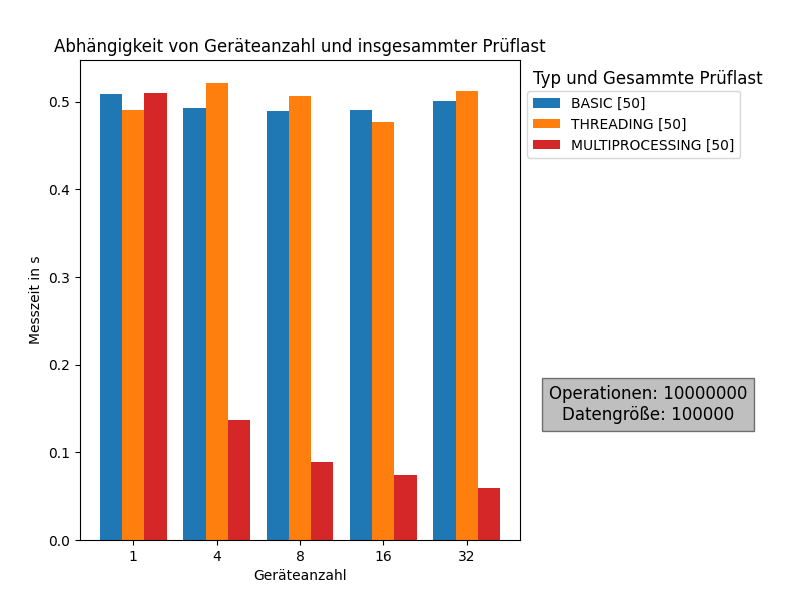 Abhängigkeit von Geräteanzahl und insgesammter Prüflast
Typ und Gesammte Prüflast
BASIC [50]
THREADING [50]
MULTIPROCESSING [50]
Messzeit in s
0.5
0.4
0.3
0.2
0.1
0.0
Operationen: 10000000
Datengröße: 100000
1 4 8 16 32
Geräteanzahl